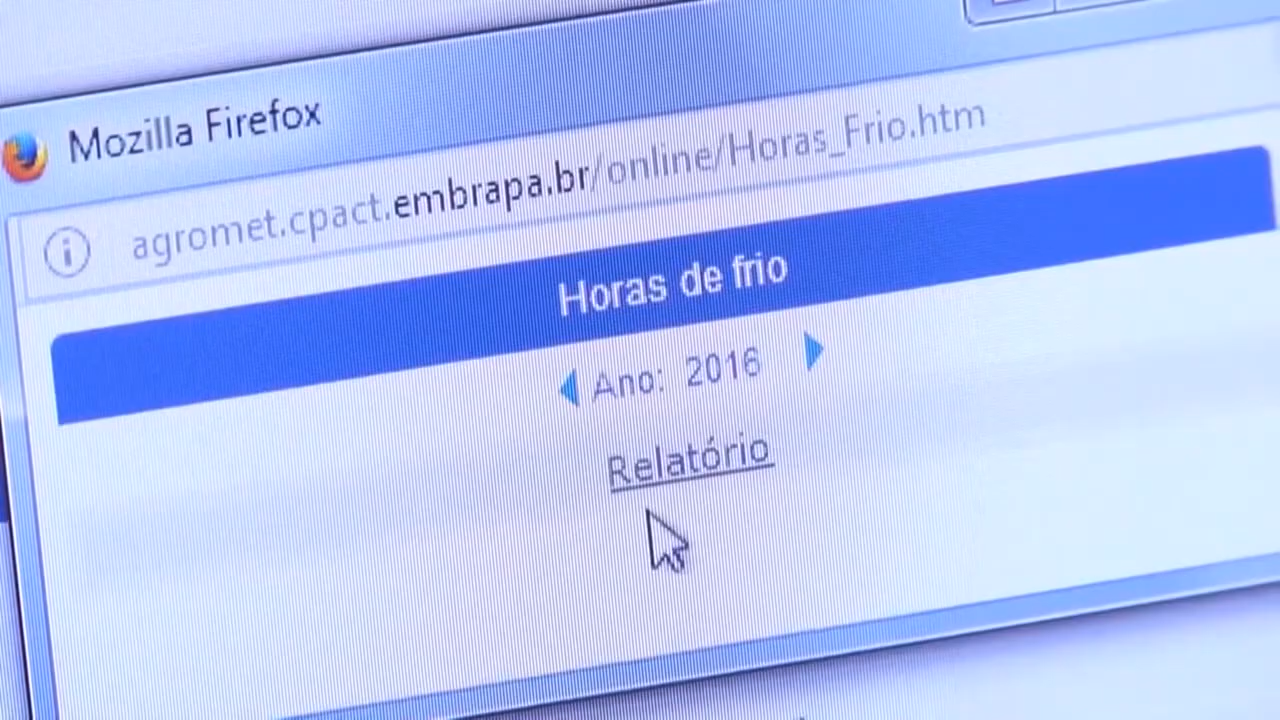 Mozilla Firefox
agromet.cpact.embrapa.br/online/Horas_Frio.htm
Horas de frio
Ano: 2016
Relatório